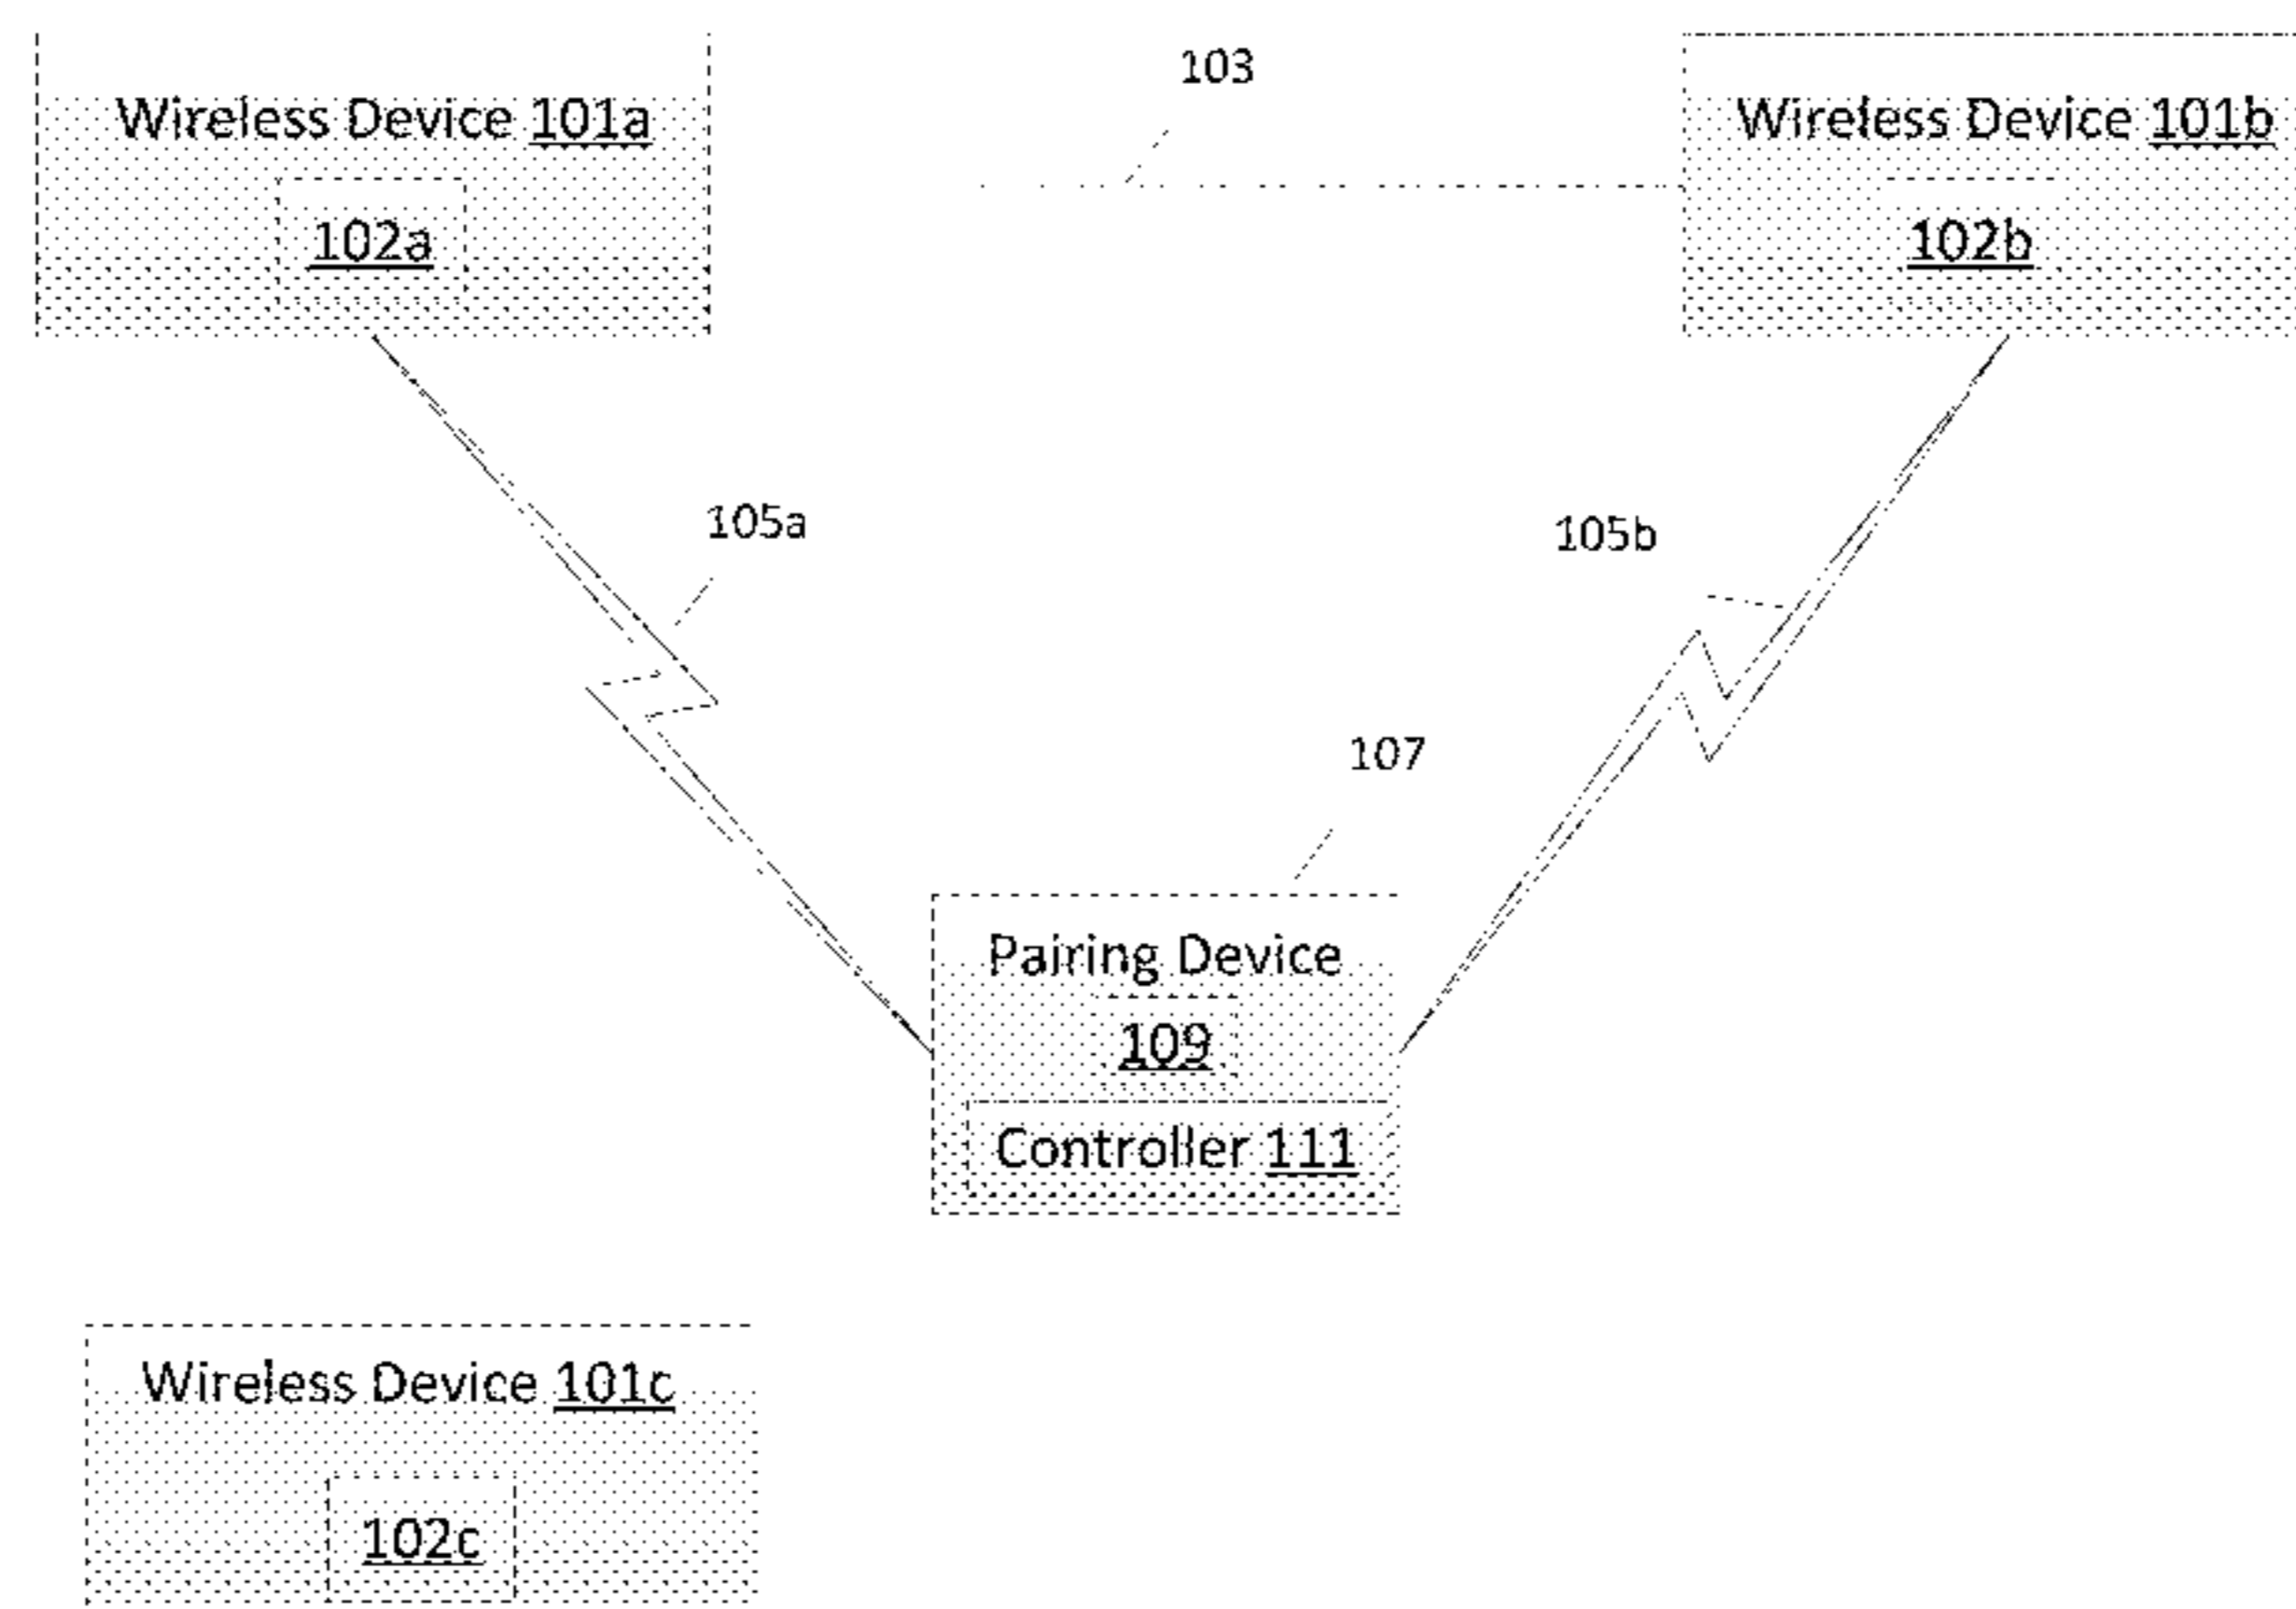 103
Wireless Device 101a
Wireless Device 101b
102a
102b
105a
105b
107
Pairing Device
109
Controller 111
Wireless Device 101c
102c